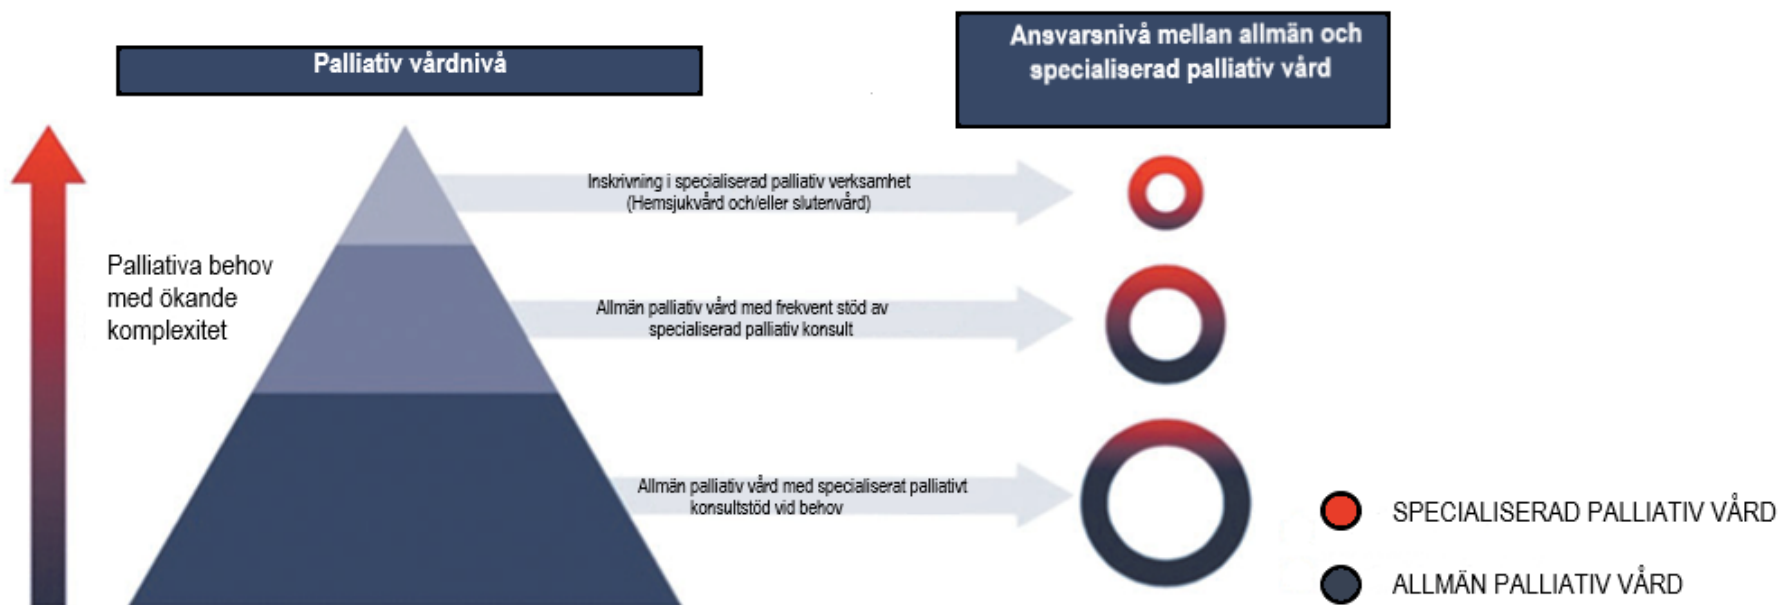 Palliativ vårdnivå
Ansvarsnivå mellan allmän och
specialiserad palliativ vård
Inskrivning i specialiserad palliativ verksamhet
(Hemsjukvård och/eller slutenvård)
Palliativa behov
med ökande
komplexitet
Allmän palliativ vård med frekvent stöd av
specialiserad palliativ konsult
Allmän palliativ vård med specialiserat palliativt
konsultstöd vid behov
SPECIALISERAD PALLIATIV VÅRD
ALLMÄN PALLIATIV VÅRD